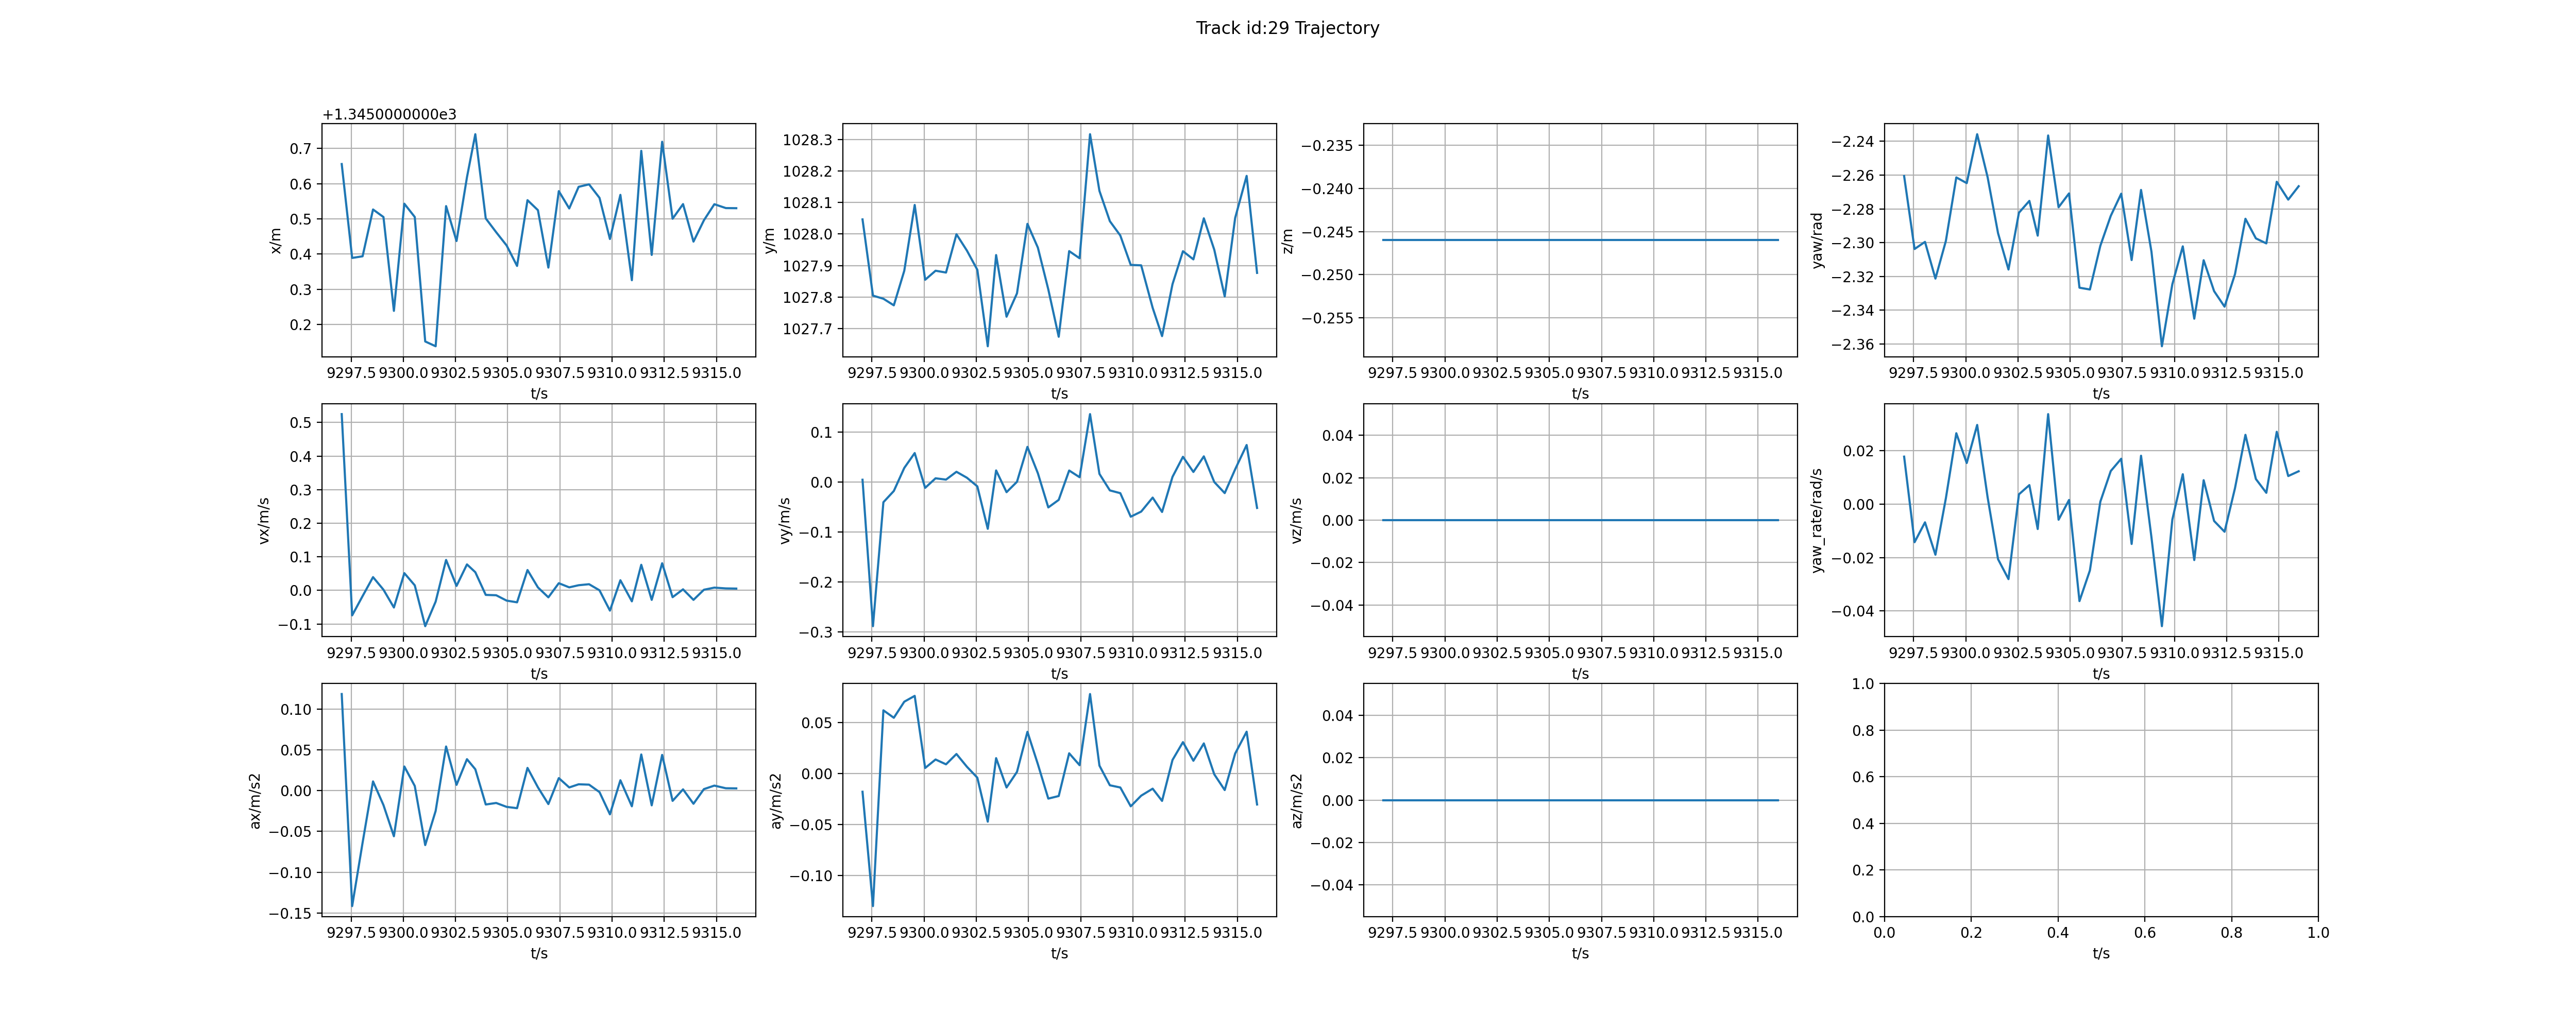 Track id:29 Trajectory
+1.3450000000e3
0.7
0.6
0.5
0.4
0.3
0.2
x/m
9297.5 9300.0 9302.5 9305.0 9307.5 9310.0 9312.5 9315.0
t/s
1028.3
1028.2
1028.1
1028.0
1027.9
1027.8
1027.7
y/m
9297.5 9300.0 9302.5 9305.0 9307.5 9310.0 9312.5 9315.0
t/s
−0.235
−0.240
−0.245
−0.250
−0.255
z/m
9297.5 9300.0 9302.5 9305.0 9307.5 9310.0 9312.5 9315.0
t/s
−2.24
−2.26
−2.28
−2.30
−2.32
−2.34
−2.36
yaw/rad
9297.5 9300.0 9302.5 9305.0 9307.5 9310.0 9312.5 9315.0
t/s
0.5
0.4
0.3
0.2
0.1
0.0
−0.1
vx/m/s
9297.5 9300.0 9302.5 9305.0 9307.5 9310.0 9312.5 9315.0
t/s
0.1
0.0
−0.1
−0.2
−0.3
vy/m/s
9297.5 9300.0 9302.5 9305.0 9307.5 9310.0 9312.5 9315.0
t/s
0.04
0.02
0.00
−0.02
−0.04
vz/m/s
9297.5 9300.0 9302.5 9305.0 9307.5 9310.0 9312.5 9315.0
t/s
0.02
0.00
−0.02
−0.04
yaw_rate/rad/s
9297.5 9300.0 9302.5 9305.0 9307.5 9310.0 9312.5 9315.0
t/s
0.10
0.05
0.00
−0.05
−0.10
−0.15
ax/m/s2
9297.5 9300.0 9302.5 9305.0 9307.5 9310.0 9312.5 9315.0
t/s
0.05
0.00
−0.05
−0.10
ay/m/s2
9297.5 9300.0 9302.5 9305.0 9307.5 9310.0 9312.5 9315.0
t/s
0.04
0.02
0.00
−0.02
−0.04
az/m/s2
9297.5 9300.0 9302.5 9305.0 9307.5 9310.0 9312.5 9315.0
t/s
1.0
0.8
0.6
0.4
0.2
0.0
0.0 0.2 0.4 0.6 0.8 1.0
t/s